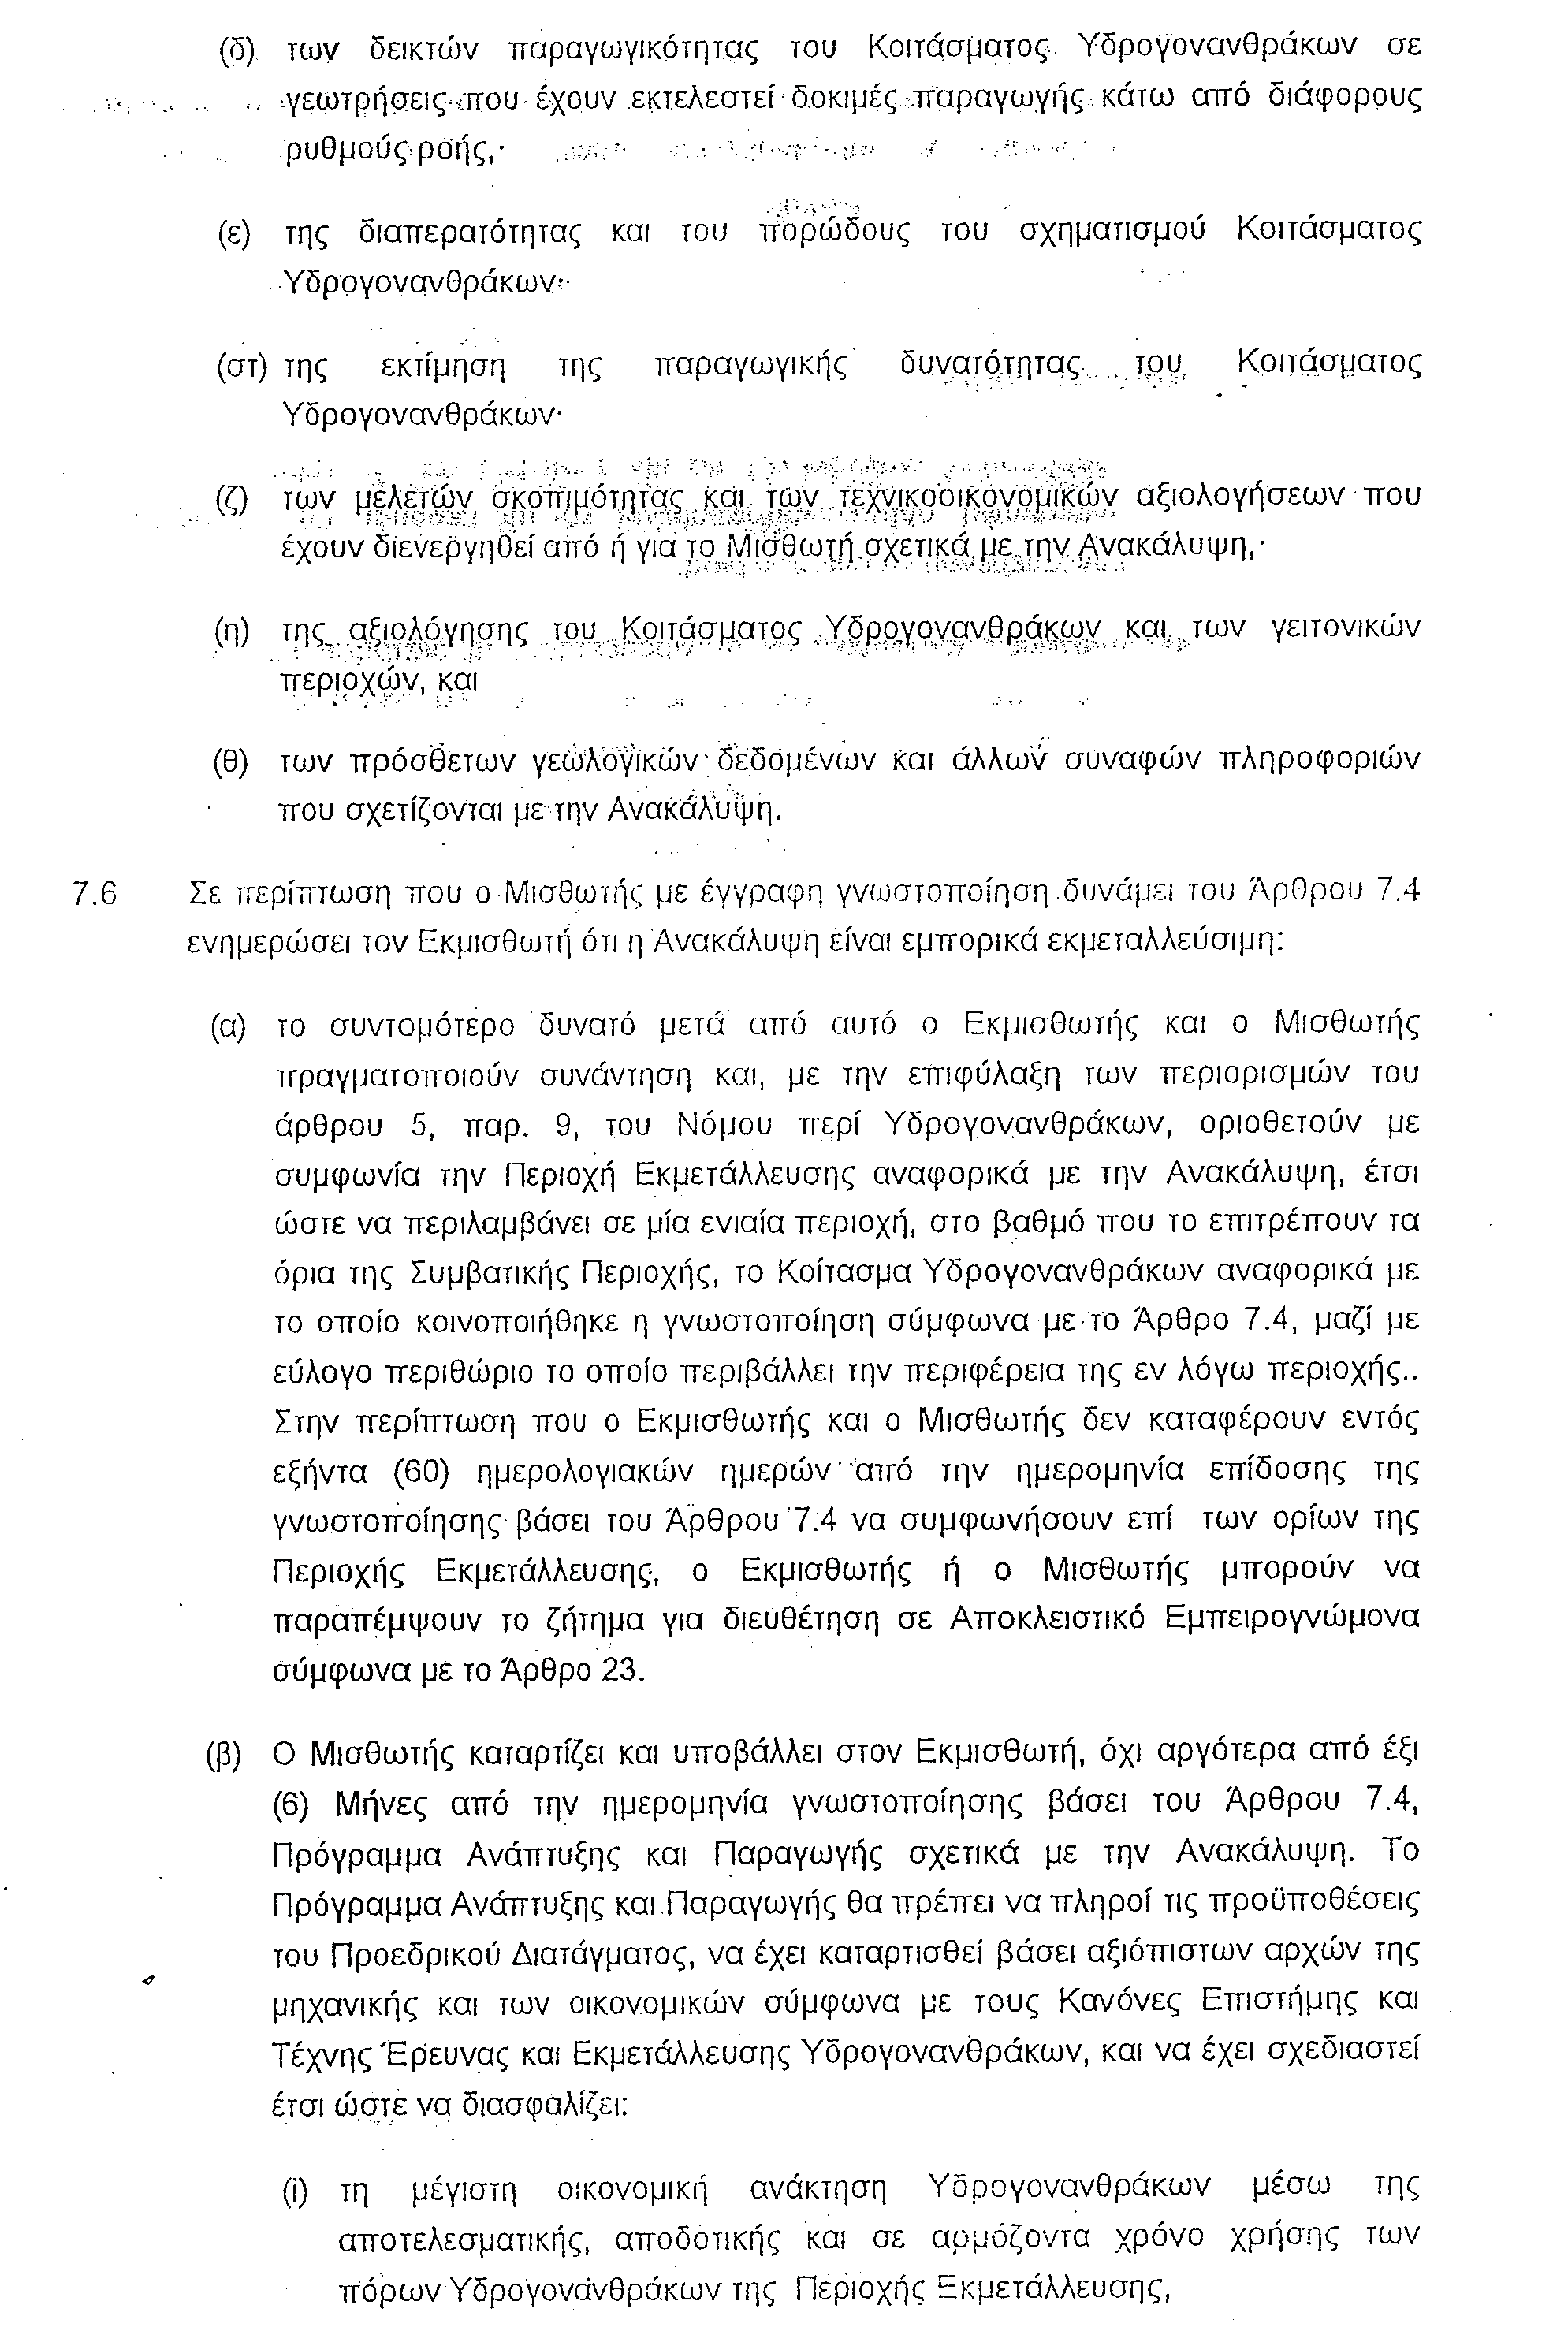 (δ) των δεικτών παραγωγικότητας του Κοιτάσματος Υδρογονανθράκων σε
γεωτρήσεις που έχουν εκτελεστεί δοκιμές παραγωγής κάτω από διάφορους
ρυθμούς ροής,·
(ε) της διαπερατότητας και του πορώδους του σχηματισμού Κοιτάσματος
Υδρογονανθράκων·
(στ) της εκτίμηση της παραγωγικής δυνατότητας του Κοιτάσματος
Υδρογονανθράκων·
(ζ) των μελετών σκοπιμότητας και των τεχνικοοικονομικών αξιολογήσεων που
έχουν διενεργηθεί από ή για το Μισθωτή σχετικά με την Ανακάλυψη,·
(η) της αξιολόγησης του Κοιτάσματος Υδρογονανθράκων και των γειτονικών
περιοχών, και
(θ) των πρόσθετων γεωλογικών δεδομένων και άλλων συναφών πληροφοριών
που σχετίζονται με την Ανακάλυψη.
7.6 Σε περίπτωση που ο Μισθωτής με έγγραφη γνωστοποίηση δυνάμει του Άρθρου 7.4
ενημερώσει τον Εκμισθωτή ότι η Ανακάλυψη είναι εμπορικά εκμεταλλεύσιμη:
(α) το συντομότερο δυνατό μετά από αυτό ο Εκμισθωτής και ο Μισθωτής
πραγματοποιούν συνάντηση και, με την επιφύλαξη των περιορισμών του
άρθρου 5, παρ. 9, του Νόμου περί Υδρογονανθράκων, οριοθετούν με
συμφωνία την Περιοχή Εκμετάλλευσης αναφορικά με την Ανακάλυψη, έτσι
ώστε να περιλαμβάνει σε μία ενιαία περιοχή, στο βαθμό που το επιτρέπουν τα
όρια της Συμβατικής Περιοχής, το Κοίτασμα Υδρογονανθράκων αναφορικά με
το οποίο κοινοποιήθηκε η γνωστοποίηση σύμφωνα με το Άρθρο 7.4, μαζί με
εύλογο περιθώριο το οποίο περιβάλλει την περιφέρεια της εν λόγω περιοχής..
Στην περίπτωση που ο Εκμισθωτής και ο Μισθωτής δεν καταφέρουν εντός
εξήντα (60) ημερολογιακών ημερών από την ημερομηνία επίδοσης της
γνωστοποίησης βάσει του Άρθρου 7.4 να συμφωνήσουν επί των ορίων της
Περιοχής Εκμετάλλευσης, ο Εκμισθωτής ή ο Μισθωτής μπορούν να
παραπέμψουν το ζήτημα για διευθέτηση σε Αποκλειστικό Εμπειρογνώμονα
σύμφωνα με το Άρθρο 23.
(β) Ο Μισθωτής καταρτίζει και υποβάλλει στον Εκμισθωτή, όχι αργότερα από έξι
(6) Μήνες από την ημερομηνία γνωστοποίησης βάσει του Άρθρου 7.4,
Πρόγραμμα Ανάπτυξης και Παραγωγής σχετικά με την Ανακάλυψη. Το
Πρόγραμμα Ανάπτυξης και Παραγωγής θα πρέπει να πληροί τις προϋποθέσεις
του Προεδρικού Διατάγματος, να έχει καταρτισθεί βάσει αξιόπιστων αρχών της
μηχανικής και των οικονομικών σύμφωνα με τους Κανόνες Επιστήμης και
Τέχνης Έρευνας και Εκμετάλλευσης Υδρογονανθράκων, και να έχει σχεδιαστεί
έτσι ώστε να διασφαλίζει:
(i) τη μέγιστη οικονομική ανάκτηση Υδρογονανθράκων μέσω της
αποτελεσματικής, αποδοτικής και σε αρμόζοντα χρόνο χρήσης των
πόρων Υδρογονάνθράκων της Περιοχής Εκμετάλλευσης,